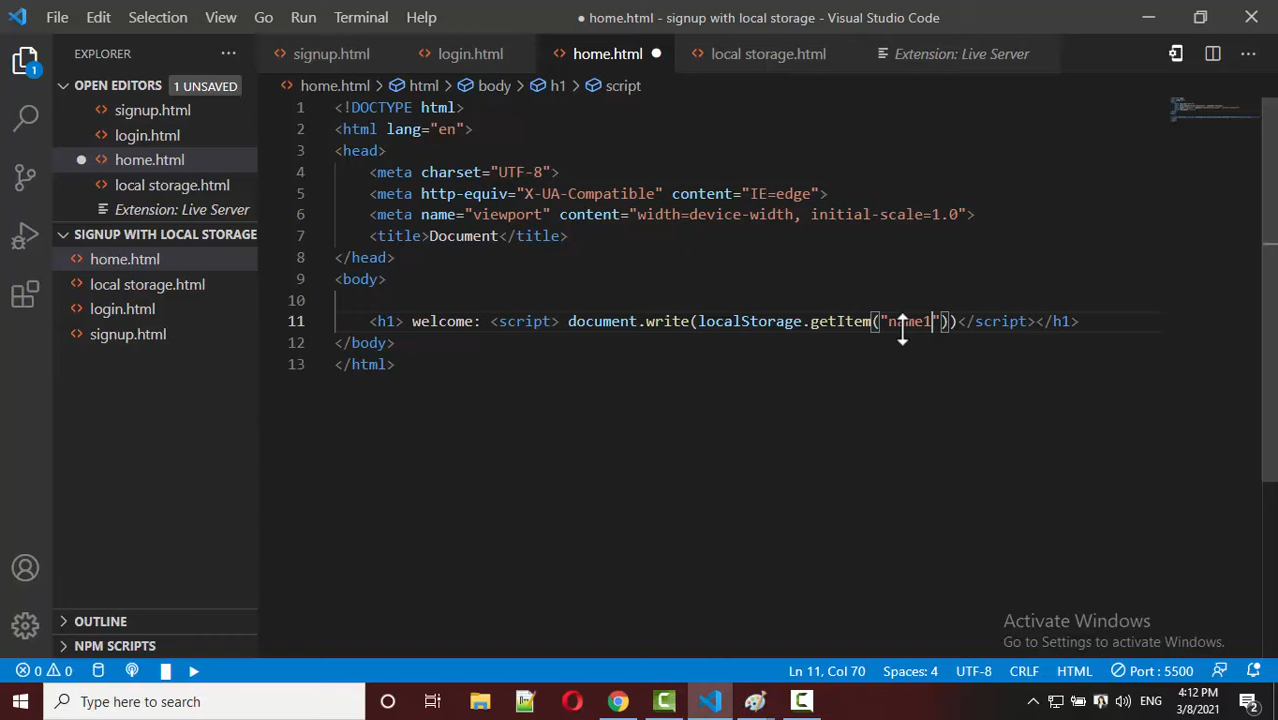 File Edit Selection View Go Run Terminal Help
● home.html - signup with local storage - Visual Studio Code
EXPLORER
signup.html login.html home.html local storage.html Extension: Live Server
1
OPEN EDITORS 1 UNSAVED
signup.html
login.html
home.html
local storage.html
Extension: Live Server
SIGNUP WITH LOCAL STORAGE
home.html
local storage.html
login.html
signup.html
OUTLINE
NPM SCRIPTS
home.html > html > body > h1 > script
1 <!DOCTYPE html>
2 <html lang="en">
3 <head>
4 <meta charset="UTF-8">
5 <meta http-equiv="X-UA-Compatible" content="IE=edge">
6 <meta name="viewport" content="width=device-width, initial-scale=1.0">
7 <title>Document</title>
8 </head>
9 <body>
10
11 <h1> welcome: <script> document.write(localStorage.getItem("name1"))</script></h1>
12 </body>
13 </html>
Activate Windows
Go to Settings to activate Windows.
0 0 Ln 11, Col 70 Spaces: 4 UTF-8 CRLF HTML Port : 5500
Type here to search
ENG
4:12 PM
3/8/2021
2